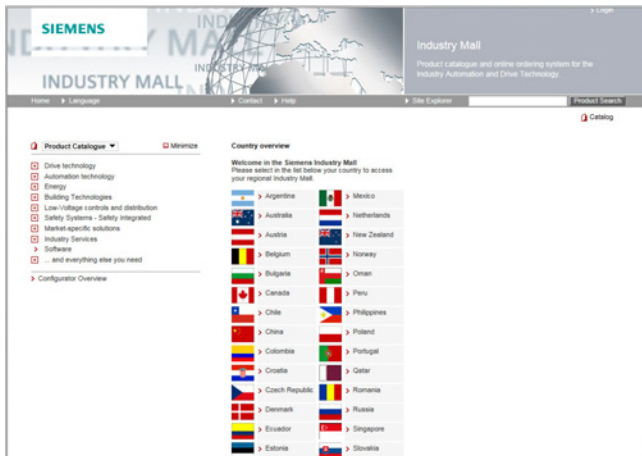 Login
SIEMENS
INDUSTRY MALL
Industry Mall
Product catalogue and online ordering system for the
Industry Automation and Drive Technology
Home
Language
Contact
Help
Site Explorer
Product Search
Catalog
Product Catalogue
Minimize
Drive technology
Automation technology
Energy
Building Technologies
Low-Voltage controls and distribution
Safety Systems - Safety Integrated
Market-specific solutions
Industry Services
Software
... and everything else you need
Configurator Overview
Country overview
Welcome in the Siemens Industry Mall
Please select in the list below your country to access
your regional Industry Mall.
Argentina
Mexico
Australia
Netherlands
Austria
New Zealand
Belgium
Norway
Bulgaria
Oman
Canada
Peru
Chile
Philippines
China
Poland
Colombia
Portugal
Croatia
Qatar
Czech Republic
Romania
Denmark
Russia
Ecuador
Singapore
Estonia
Slovakia